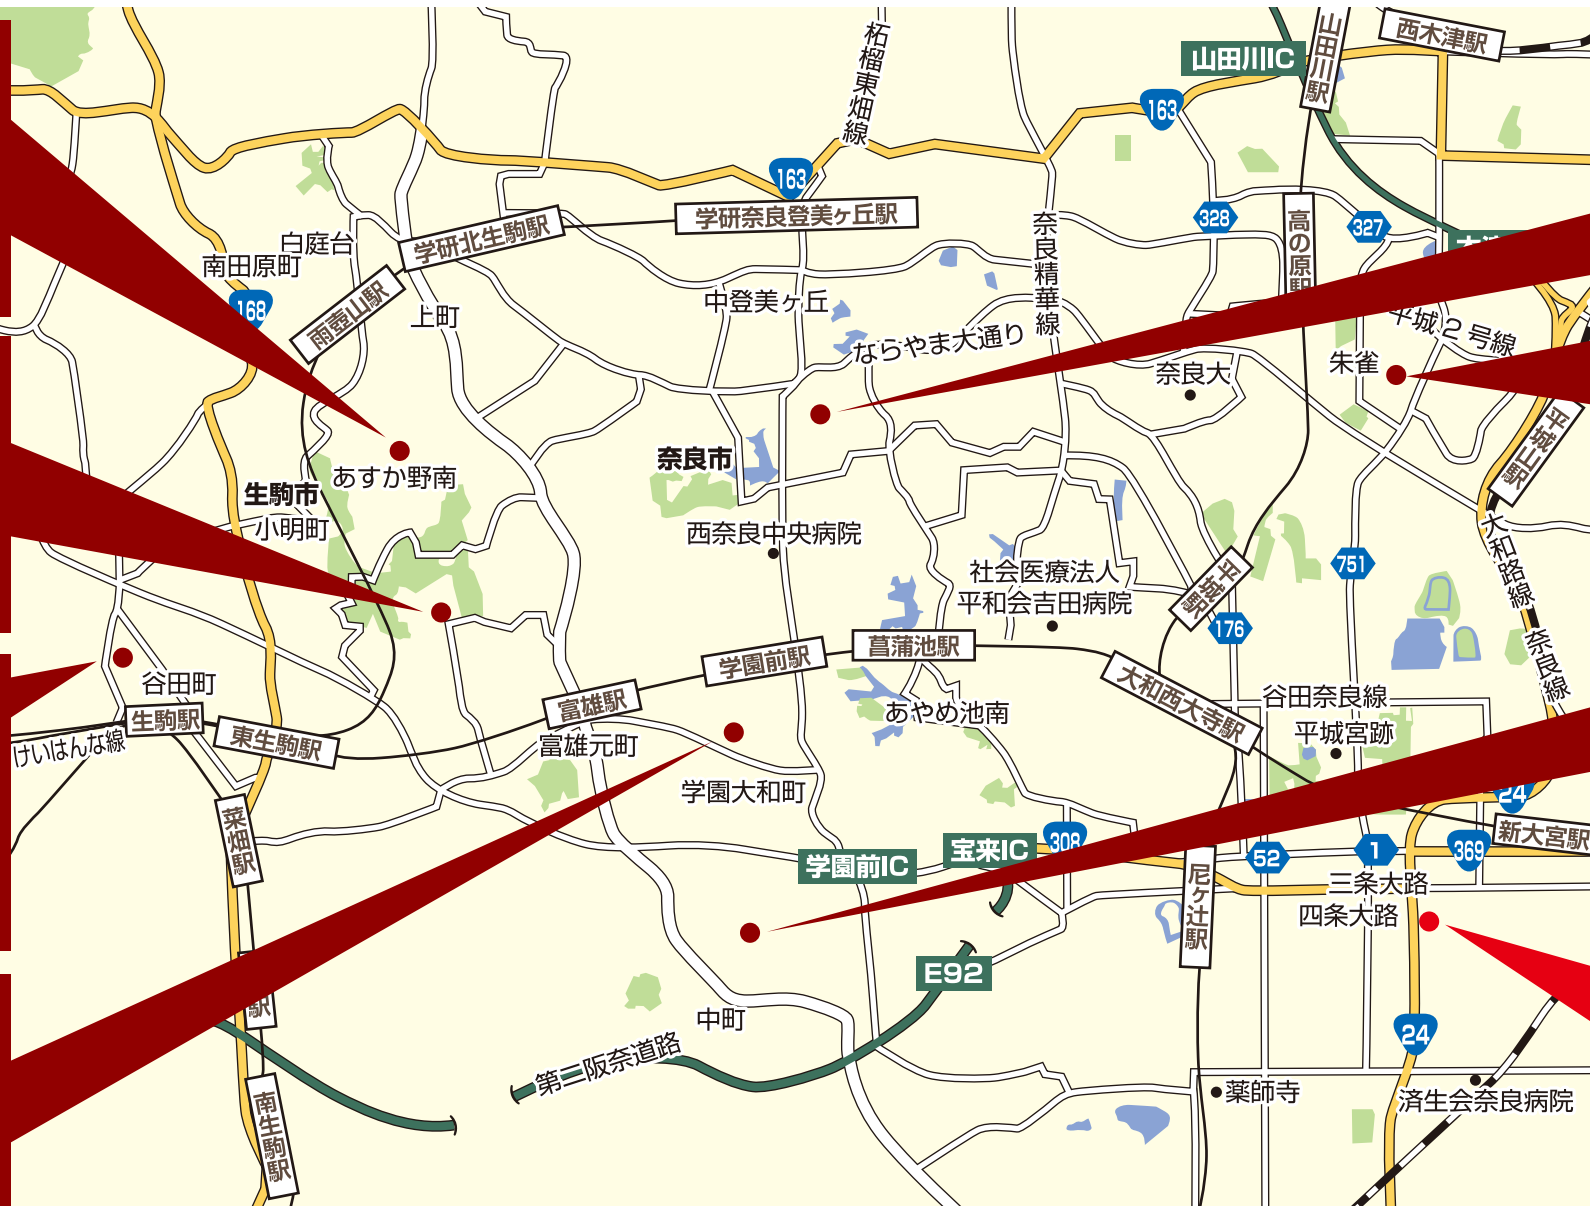 柘榴東畑線
山田川駅
西木津駅
山田川IC
163
163
学研奈良登美ヶ丘駅
学研北生駒駅
白庭台
南田原町
168
雨壺山駅
上町
中登美ヶ丘
奈良精華線
328
327
高の原駅
ならやま大通り
平城2号線
朱雀
奈良大
平城山駅
奈良市
あすか野南
生駒市
小明町
西奈良中央病院
大和路線
奈良線
751
社会医療法人
平和会吉田病院
平城駅
176
菖蒲池駅
学園前駅
谷田町
生駒駅
東生駒駅
けいはんな線
富雄駅
富雄元町
あやめ池南
大和西大寺駅
谷田奈良線
平城宮跡
学園大和町
菜畑駅
24
新大宮駅
308
宝来IC
学園前IC
52
1
369
三条大路
四条大路
尼ヶ辻駅
E92
駅
中町
第二阪奈道路
24
南生駒駅
薬師寺
済生会奈良病院